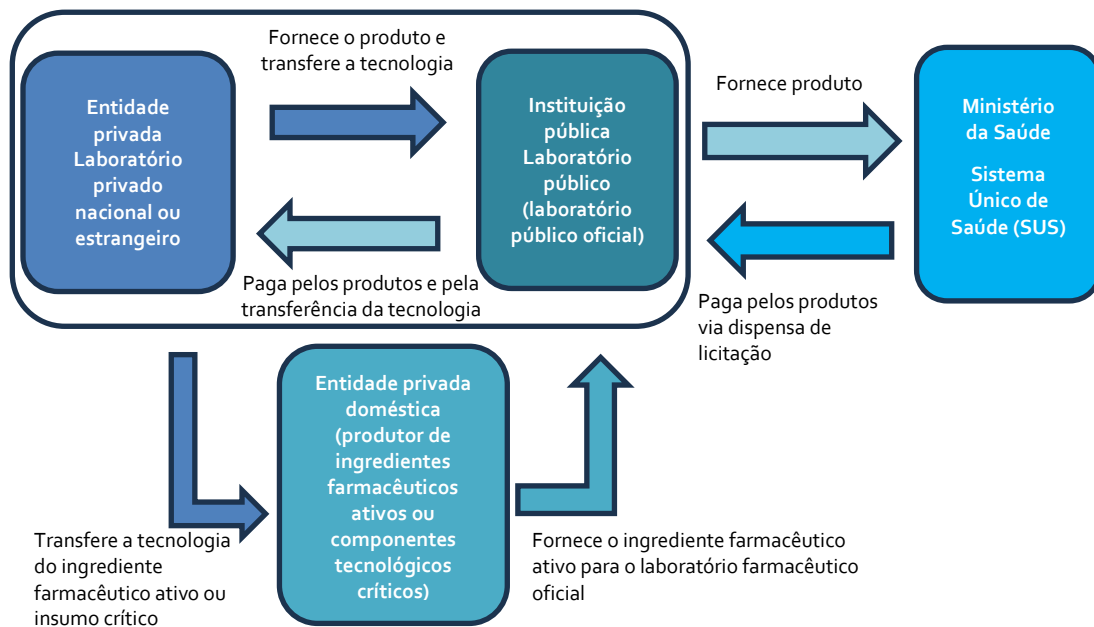 Fornece o produto e
transfere a tecnologia
Entidade
privada
Laboratório
privado
nacional ou
estrangeiro
Instituição
pública
Laboratório
público
(laboratório
público oficial)
Fornece produto
Ministério
da Saúde
Sistema
Único de
Saúde (SUS)
Paga pelos produtos e pela
transferência da tecnologia
Paga pelos produtos
via dispensa de
licitação
Entidade privada
doméstica
(produtor de
ingredientes
farmacêuticos
ativos ou
componentes
tecnológicos
críticos)
Transfere a tecnologia
do ingrediente
farmacêutico ativo ou
insumo crítico
Fornece o ingrediente farmacêutico
ativo para o laboratório farmacêutico
oficial